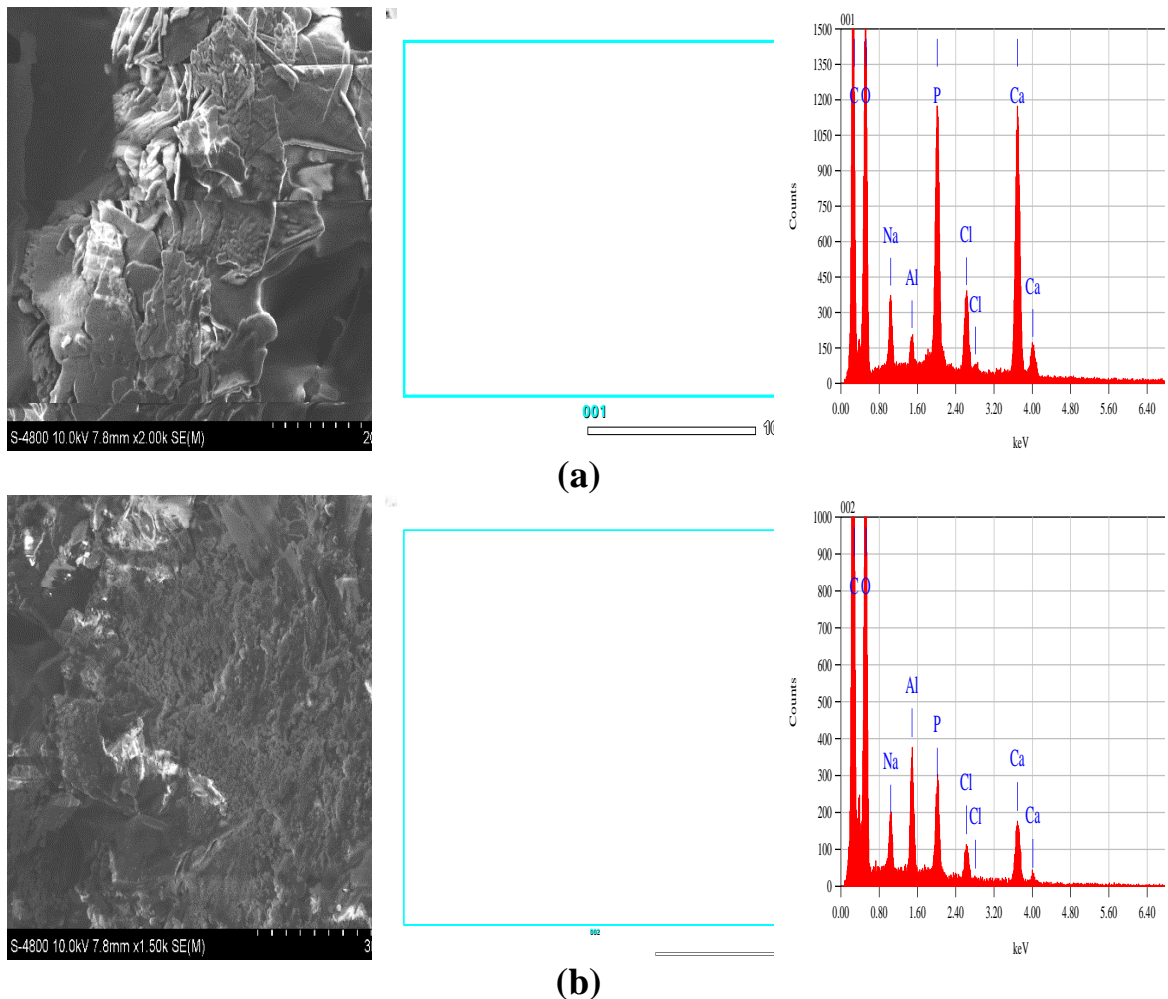 S-4800 10.0kV 7.8mm x2.00k SE(M)
001
001
1500
1350
1200
1050
900
750
600
450
300
150
0
Counts
C O
Na
Al
P
Cl
Cl
Ca
Ca
0.00 0.80 1.60 2.40 3.20 4.00 4.80 5.60 6.40
keV
(a)
S-4800 10.0kV 7.8mm x1.50k SE(M)
002
002
1000
900
800
700
600
500
400
300
200
100
0
Counts
C O
Na
Al
P
Cl
Cl
Ca
Ca
0.00 0.80 1.60 2.40 3.20 4.00 4.80 5.60 6.40
keV
(b)